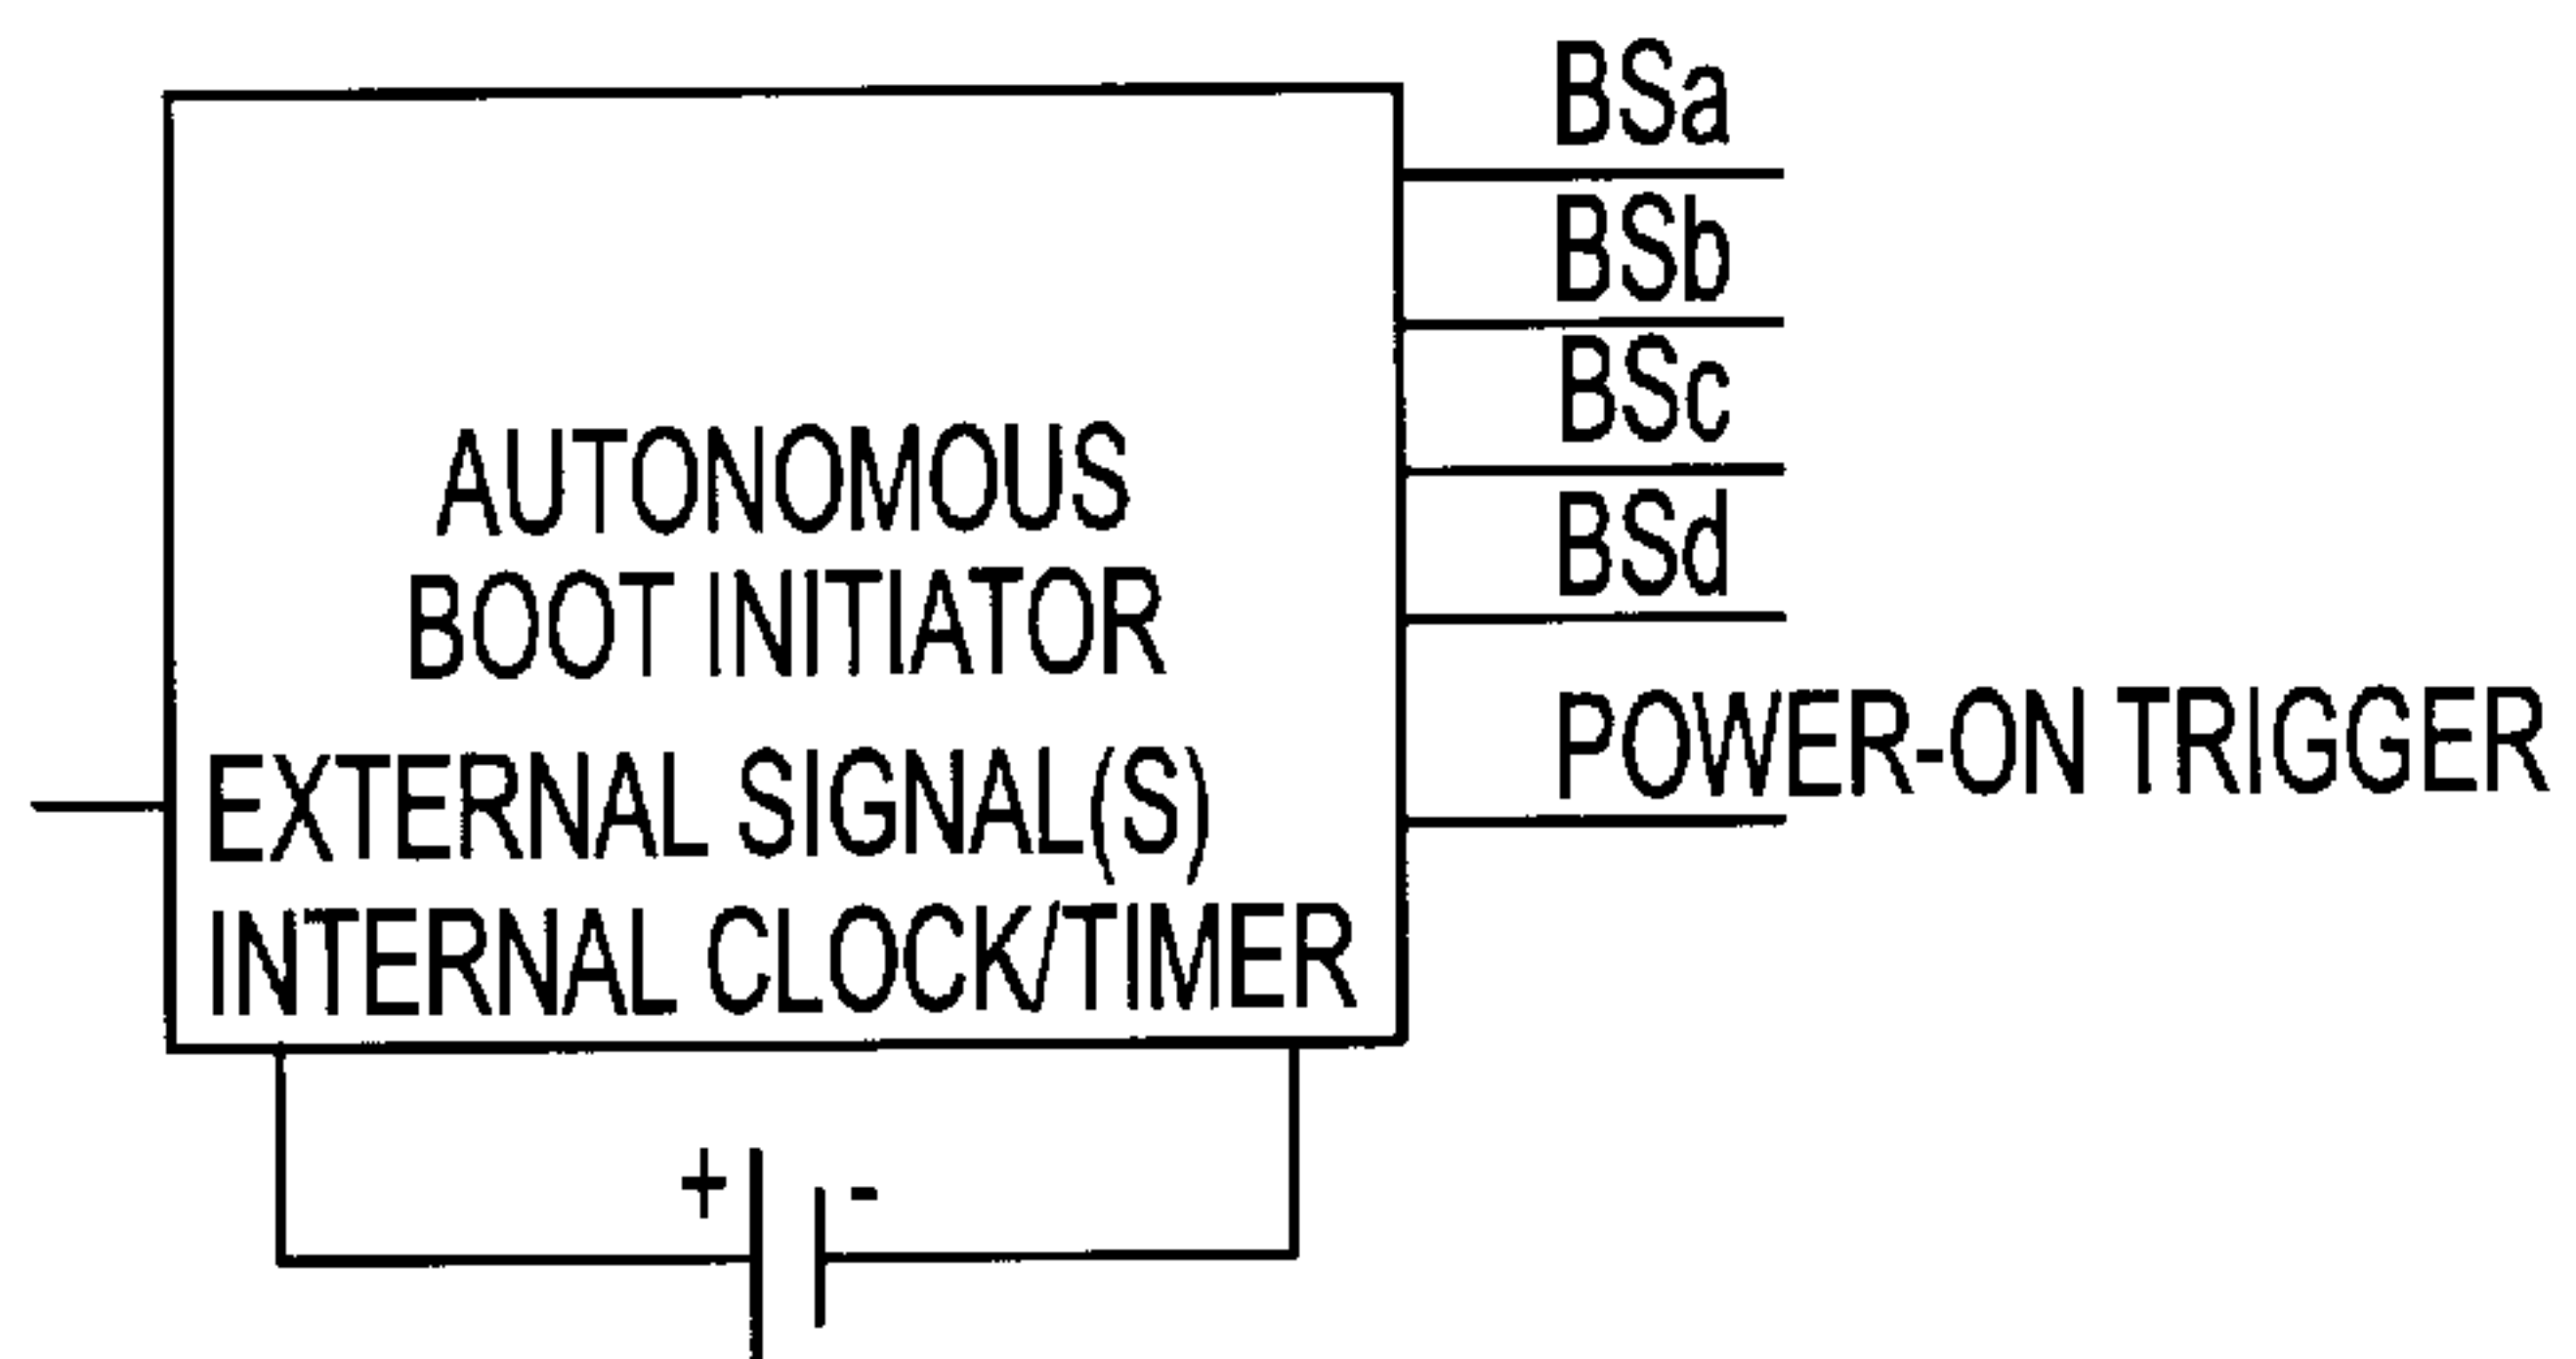 BSa
BSb
BSc
BSd
AUTONOMOUS
BOOT INITIATOR
POWER-ON TRIGGER
EXTERNAL SIGNAL(S)
INTERNAL CLOCK/TIMER
+ -